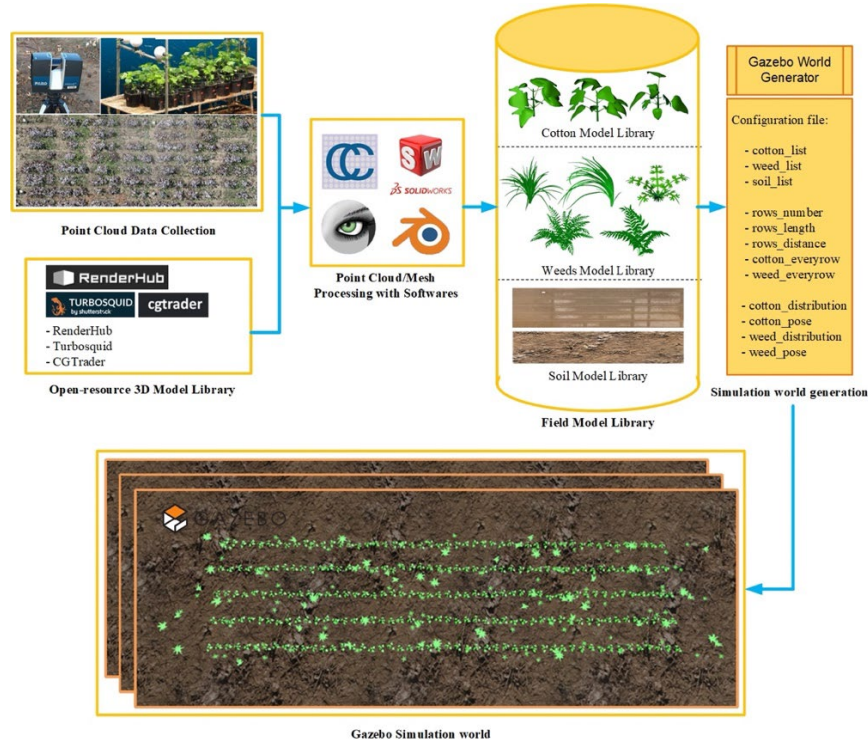 Point Cloud Data Collection
RenderHub
TURBOSQUID
by shutterstock
cgtrader
- RenderHub
- Turbosquid
- CGTrader
Open-resource 3D Model Library
CC
SW
SOLIDWORKS
Point Cloud/Mesh
Processing with Softwares
Cotton Model Library
Weeds Model Library
Soil Model Library
Field Model Library
Gazebo World
Generator
Configuration file:
- cotton_list
- weed_list
- soil_list
- rows_number
- rows_length
- rows_distance
- cotton_everyrow
- weed_everyrow
- cotton_distribution
- cotton_pose
- weed_distribution
- weed_pose
Simulation world generation
GAZEBO
Gazebo Simulation world